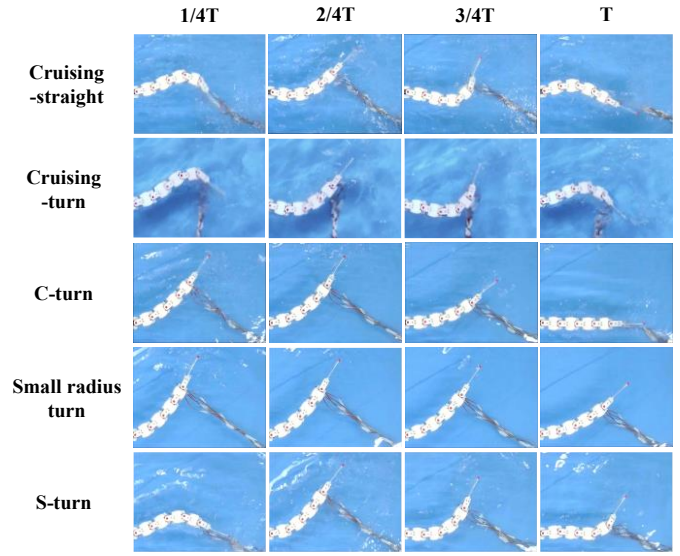 1/4T 2/4T 3/4T T
Cruising
-straight
Cruising
-turn
C-turn
Small radius
turn
S-turn